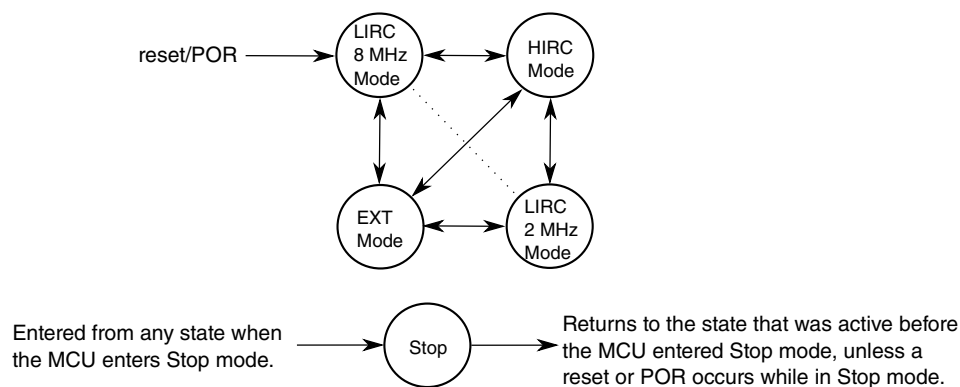 reset/POR
LIRC
8 MHz
Mode
HIRC
Mode
EXT
Mode
LIRC
2 MHz
Mode
Entered from any state when
the MCU enters Stop mode.
Stop
Returns to the state that was active before
the MCU entered Stop mode, unless a
reset or POR occurs while in Stop mode.